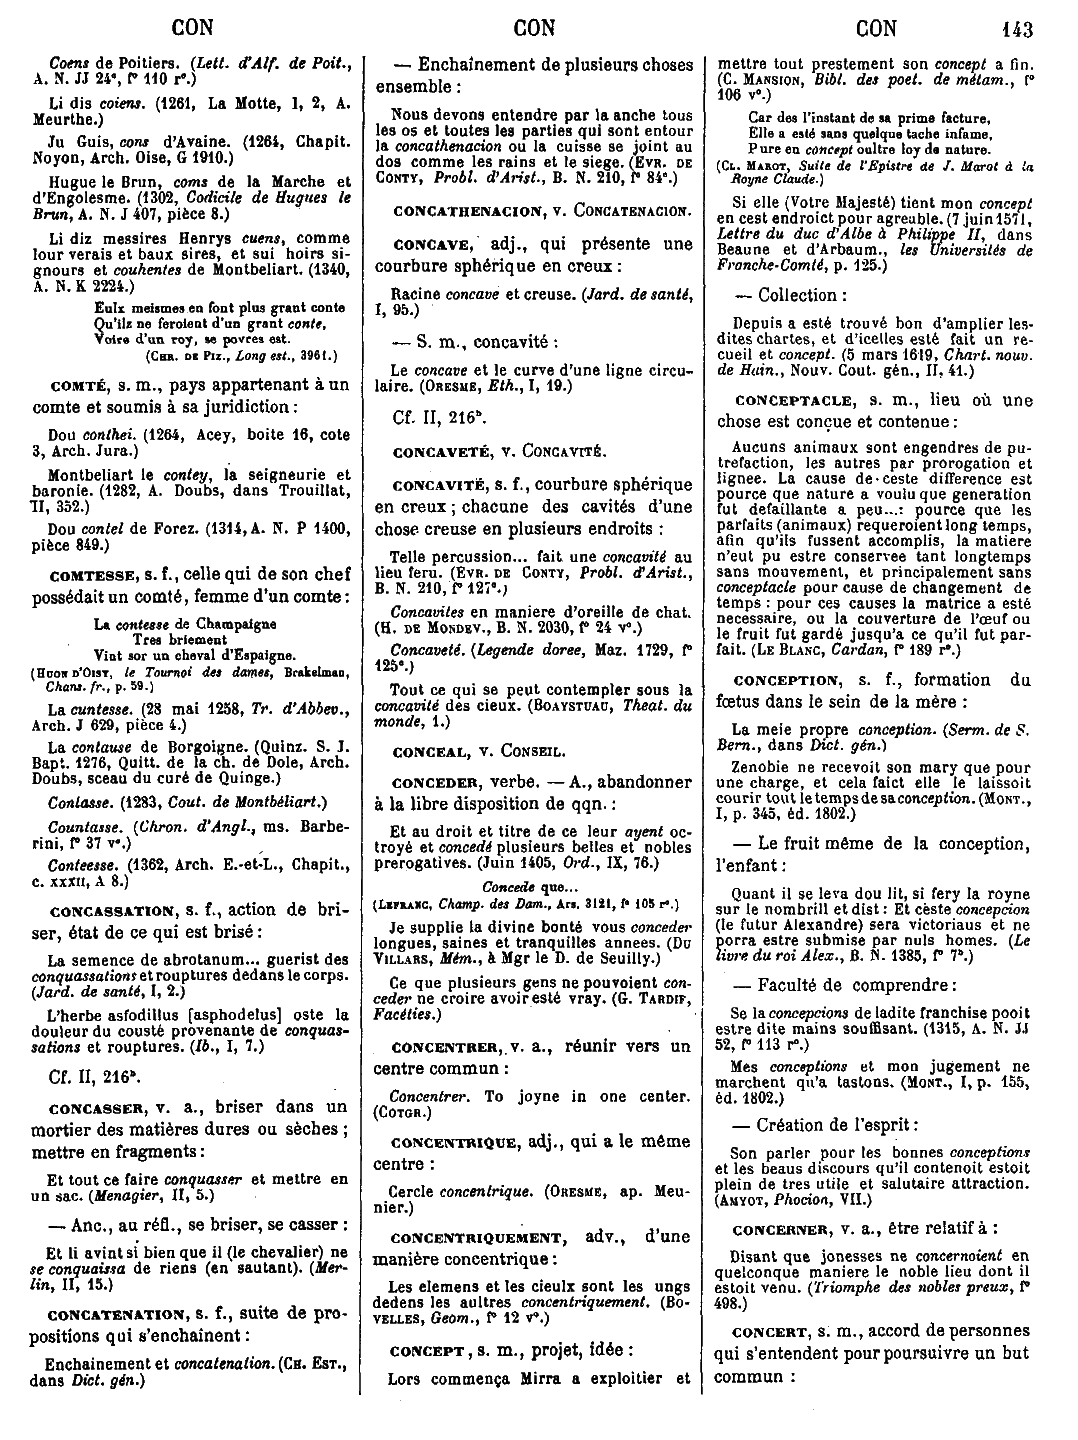 CON
CON
CON 143
Coens de Poitiers. (Lett. d'Alf. de Poit.,
A. N. JJ 24ᵃ, fº 110 rº.)
Li dis coiens. (1261, La Motte, 1, 2, A.
Meurthe.)
Ju Guis, cons d'Avaine. (1264, Chapit.
Noyon, Arch. Oise, G 1910.)
Hugue le Brun, coms de la Marche et
d'Engolesme. (1302, Codicile de Hugues le
Brun, A. N. J 407, pièce 8.)
Li diz messires Henrys cuens, comme
lour verais et baux sires, et sui hoirs si-
gnours et couhentes de Montbeliart. (1340,
A. N. K 2224.)
Eulx meismes en font plus grant conte
Qu'ilz ne feroient d'un grant conte,
Voire d'un roy, se povres est.
(CHR. DE PIZ., Long est., 3961.)
COMTÉ, s. m., pays appartenant à un
comte et soumis à sa juridiction :
Dou conthei. (1264, Acey, boite 16, cote
3, Arch. Jura.)
Montbeliart le contey, la seigneurie et
baronie. (1282, A. Doubs, dans Trouillat,
II, 352.)
Dou contel de Forez. (1314, A. N. P 1400,
pièce 849.)
COMTESSE, s. f., celle qui de son chef
possédait un comté, femme d'un comte :
La contesse de Champaigne
Tres briement
Vint sor un cheval d'Espaigne.
(HUON D'OIST, le Tournoi des dames, Brakelman,
Chans. fr., p. 59.)
La cuntesse. (28 mai 1258, Tr. d'Abbev.,
Arch. J 629, pièce 4.)
La contause de Borgoigne. (Quinz. S. J.
Bapt. 1276, Quitt. de la ch. de Dole, Arch.
Doubs, sceau du curé de Quinge.)
Contasse. (1283, Cout. de Montbéliart.)
Countasse. (Chron. d'Angl., ms. Barbe-
rini, fº 37 vº.)
Conteesse. (1362, Arch. E.-et-L., Chapit.,
c. XXXII, A 8.)
CONCASSATION, s. f., action de bri-
ser, état de ce qui est brisé :
La semence de abrotanum... guerist des
conquassations et rouptures dedans le corps.
(Jard. de santé, I, 2.)
L'herbe asfodillus [asphodelus] oste la
douleur du cousté provenante de conquas-
sations et rouptures. (Ib., I, 7.)
Cf. II, 216ᵇ.
CONCASSER, v. a., briser dans un
mortier des matières dures ou sèches ;
mettre en fragments :
Et tout ce faire conquasser et mettre en
un sac. (Menagier, II, 5.)
— Anc., au réfl., se briser, se casser :
Et li avint si bien que il (le chevalier) ne
se conquaissa de riens (en sautant). (Mer-
lin, II, 15.)
CONCATENATION, s. f., suite de pro-
positions qui s'enchaînent :
Enchainement et concatenation. (CH. EST.,
dans Dict. gén.)
— Enchaînement de plusieurs choses
ensemble :
Nous devons entendre par la anche tous
les os et toutes les parties qui sont entour
la concathenacion ou la cuisse se joint au
dos comme les rains et le siege. (EVR. DE
CONTY, Probl. d'Arist., B. N. 210, fº 84ᶜ.)
CONCATHENACION, v. CONCATENACION.
CONCAVE, adj., qui présente une
courbure sphérique en creux :
Racine concave et creuse. (Jard. de santé,
I, 95.)
— S. m., concavité :
Le concave et le curve d'une ligne circu-
laire. (ORESME, Eth., I, 19.)
Cf. II, 216ᵇ.
CONCAVETÉ, v. CONCAVITÉ.
CONCAVITÉ, s. f., courbure sphérique
en creux ; chacune des cavités d'une
chose creuse en plusieurs endroits :
Telle percussion... fait une concavité au
lieu feru. (EVR. DE CONTY, Probl. d'Arist.,
B. N. 210, fº 127ᶜ.)
Concavites en maniere d'oreille de chat.
(H. DE MONDEV., B. N. 2030, fº 24 vº.)
Concaveté. (Legende doree, Maz. 1729, fº
125ᶜ.)
Tout ce qui se peut contempler sous la
concavité des cieux. (BOAYSTUAU, Theat. du
monde, 1.)
CONCEAL, v. CONSEIL.
CONCEDER, verbe. — A., abandonner
à la libre disposition de qqn. :
Et au droit et titre de ce leur ayent oc-
troyé et concedé plusieurs belles et nobles
prerogatives. (Juin 1405, Ord., IX, 76.)
Concede que...
(LEFRANC, Champ. des Dam., Ars. 3121, fº 105 rº.)
Je supplie la divine bonté vous conceder
longues, saines et tranquilles annees. (DU
VILLARS, Mém., à Mgr le D. de Seuilly.)
Ce que plusieurs gens ne pouvoient con-
ceder ne croire avoir esté vray. (G. TARDIF,
Facéties.)
CONCENTRER, v. a., réunir vers un
centre commun :
Concentrer. To joyne in one center.
(COTGR.)
CONCENTRIQUE, adj., qui a le même
centre :
Cercle concentrique. (ORESME, ap. Meu-
nier.)
CONCENTRIQUEMENT, adv., d'une
manière concentrique :
Les elemens et les cieulx sont les ungs
dedens les aultres concentriquement. (BO-
VELLES, Geom., fº 12 vº.)
CONCEPT, s. m., projet, idée :
Lors commença Mirra a exploitier et
mettre tout prestement son concept a fin.
(C. MANSION, Bibl. des poet. de métam., fº
106 vº.)
Car des l'instant de sa prime facture,
Elle a esté sans quelque tache infame,
Pure en concept oultre loy de nature.
(CL. MAROT, Suite de l'Epistre de J. Marot à la
Royne Claude.)
Si elle (Votre Majesté) tient mon concept
en cest endroict pour agreuble. (7 juin 1571,
Lettre du duc d'Albe à Philippe II, dans
Beaune et d'Arbaum., les Universités de
Franche-Comté, p. 125.)
— Collection :
Depuis a esté trouvé bon d'amplier les-
dites chartes, et d'icelles esté fait un re-
cueil et concept. (5 mars 1619, Chart. nouv.
de Hain., Nouv. Cout. gén., II, 41.)
CONCEPTACLE, s. m., lieu où une
chose est conçue et contenue :
Aucuns animaux sont engendres de pu-
trefaction, les autres par prorogation et
lignee. La cause de ceste difference est
pource que nature a voulu que generation
fut defaillante a peu...: pource que les
parfaits (animaux) requeroient long temps,
afin qu'ils fussent accomplis, la matiere
n'eut pu estre conservee tant longtemps
sans mouvement, et principalement sans
conceptacle pour cause de changement de
temps : pour ces causes la matrice a esté
necessaire, ou la couverture de l'œuf ou
le fruit fut gardé jusqu'a ce qu'il fut par-
fait. (LE BLANC, Cardan, fº 189 rº.)
CONCEPTION, s. f., formation du
fœtus dans le sein de la mère :
La meie propre conception. (Serm. de S.
Bern., dans Dict. gén.)
Zenobie ne recevoit son mary que pour
une charge, et cela faict elle le laissoit
courir tout le temps de sa conception. (MONT.,
I, p. 345, éd. 1802.)
— Le fruit même de la conception,
l'enfant :
Quant il se leva dou lit, si fery la royne
sur le nombrill et dist : Et ceste concepcion
(le futur Alexandre) sera victoriaus et ne
porra estre submise par nuls homes. (Le
livre du roi Alex., B. N. 1385, fº 7ᵇ.)
— Faculté de comprendre :
Se la concepcions de ladite franchise pooit
estre dite mains souffisant. (1315, A. N. JJ
52, fº 113 rº.)
Mes conceptions et mon jugement ne
marchent qu'a tastons. (MONT., I, p. 155,
éd. 1802.)
— Création de l'esprit :
Son parler pour les bonnes conceptions
et les beaus discours qu'il contenoit estoit
plein de tres utile et salutaire attraction.
(AMYOT, Phocion, VII.)
CONCERNER, v. a., être relatif à :
Disant que jonesses ne concernoient en
quelconque maniere le noble lieu dont il
estoit venu. (Triomphe des nobles preux, fº
498.)
CONCERT, s. m., accord de personnes
qui s'entendent pour poursuivre un but
commun :